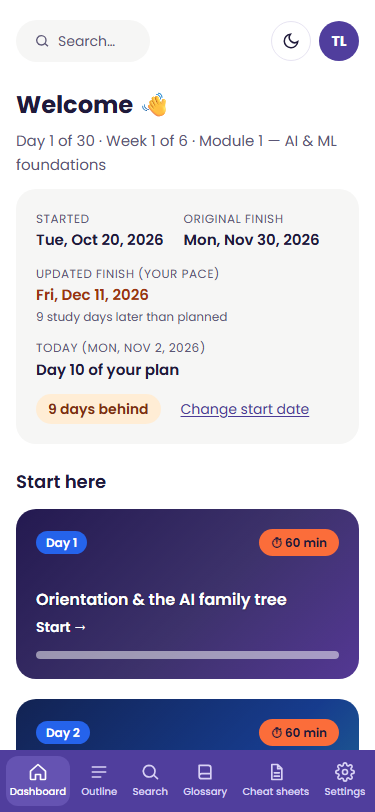 Search...
TL
Welcome 👋
Day 1 of 30 · Week 1 of 6 · Module 1 — AI & ML
foundations
STARTED
Tue, Oct 20, 2026
ORIGINAL FINISH
Mon, Nov 30, 2026
UPDATED FINISH (YOUR PACE)
Fri, Dec 11, 2026
9 study days later than planned
TODAY (MON, NOV 2, 2026)
Day 10 of your plan
9 days behind
Change start date
Start here
Day 1
⏱ 60 min
Orientation & the AI family tree
Start →
Day 2
⏱ 60 min
Dashboard
Outline
Search
Glossary
Cheat sheets
Settings